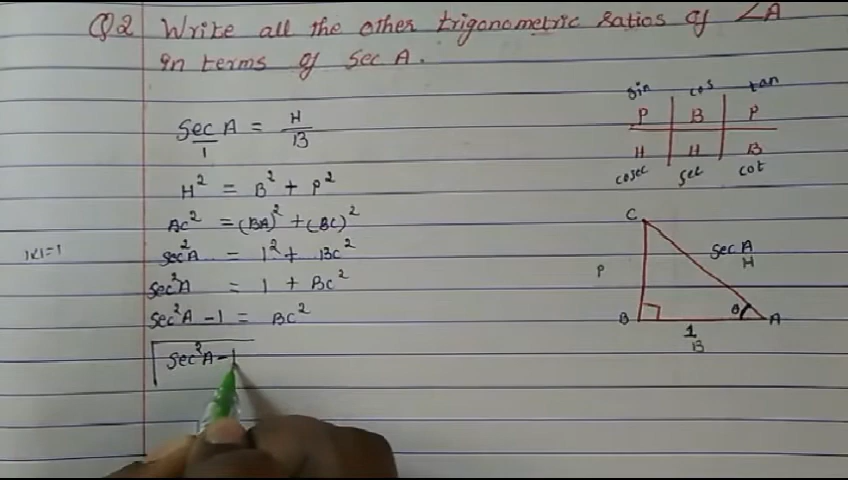 Q2 Write all the other trigonometric Ratios of ∠A
in terms of Sec A.
Sec A = H/B
1
H² = B² + P²
AC² = (BA)² + (BC)²
1×1=1
sec²A = 1² + BC²
sec²A = 1 + BC²
sec²A - 1 = BC²
√sec²A - 1
sin cos tan
P B P
H H B
cosec sec cot
C
sec A
P H
B θ A
1
B